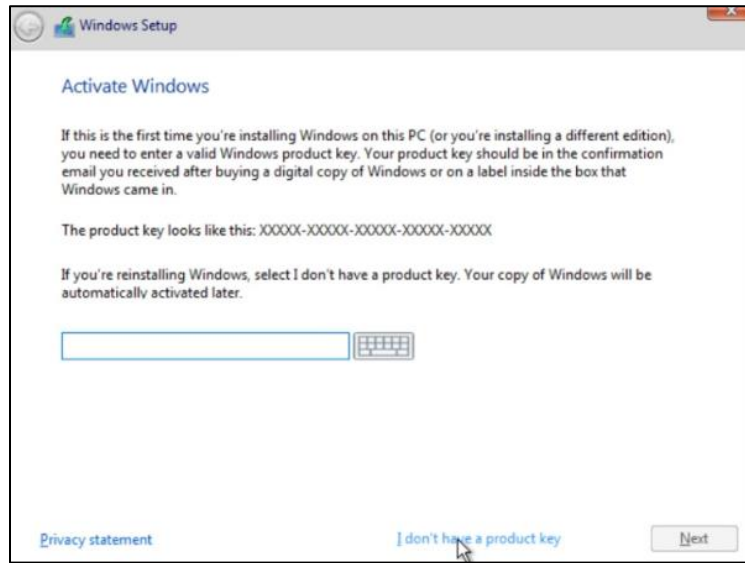 Windows Setup
Activate Windows
If this is the first time you're installing Windows on this PC (or you're installing a different edition),
you need to enter a valid Windows product key. Your product key should be in the confirmation
email you received after buying a digital copy of Windows or on a label inside the box that
Windows came in.
The product key looks like this: XXXXX-XXXXX-XXXXX-XXXXX-XXXXX
If you're reinstalling Windows, select I don't have a product key. Your copy of Windows will be
automatically activated later.
Privacy statement
I don't have a product key
Next